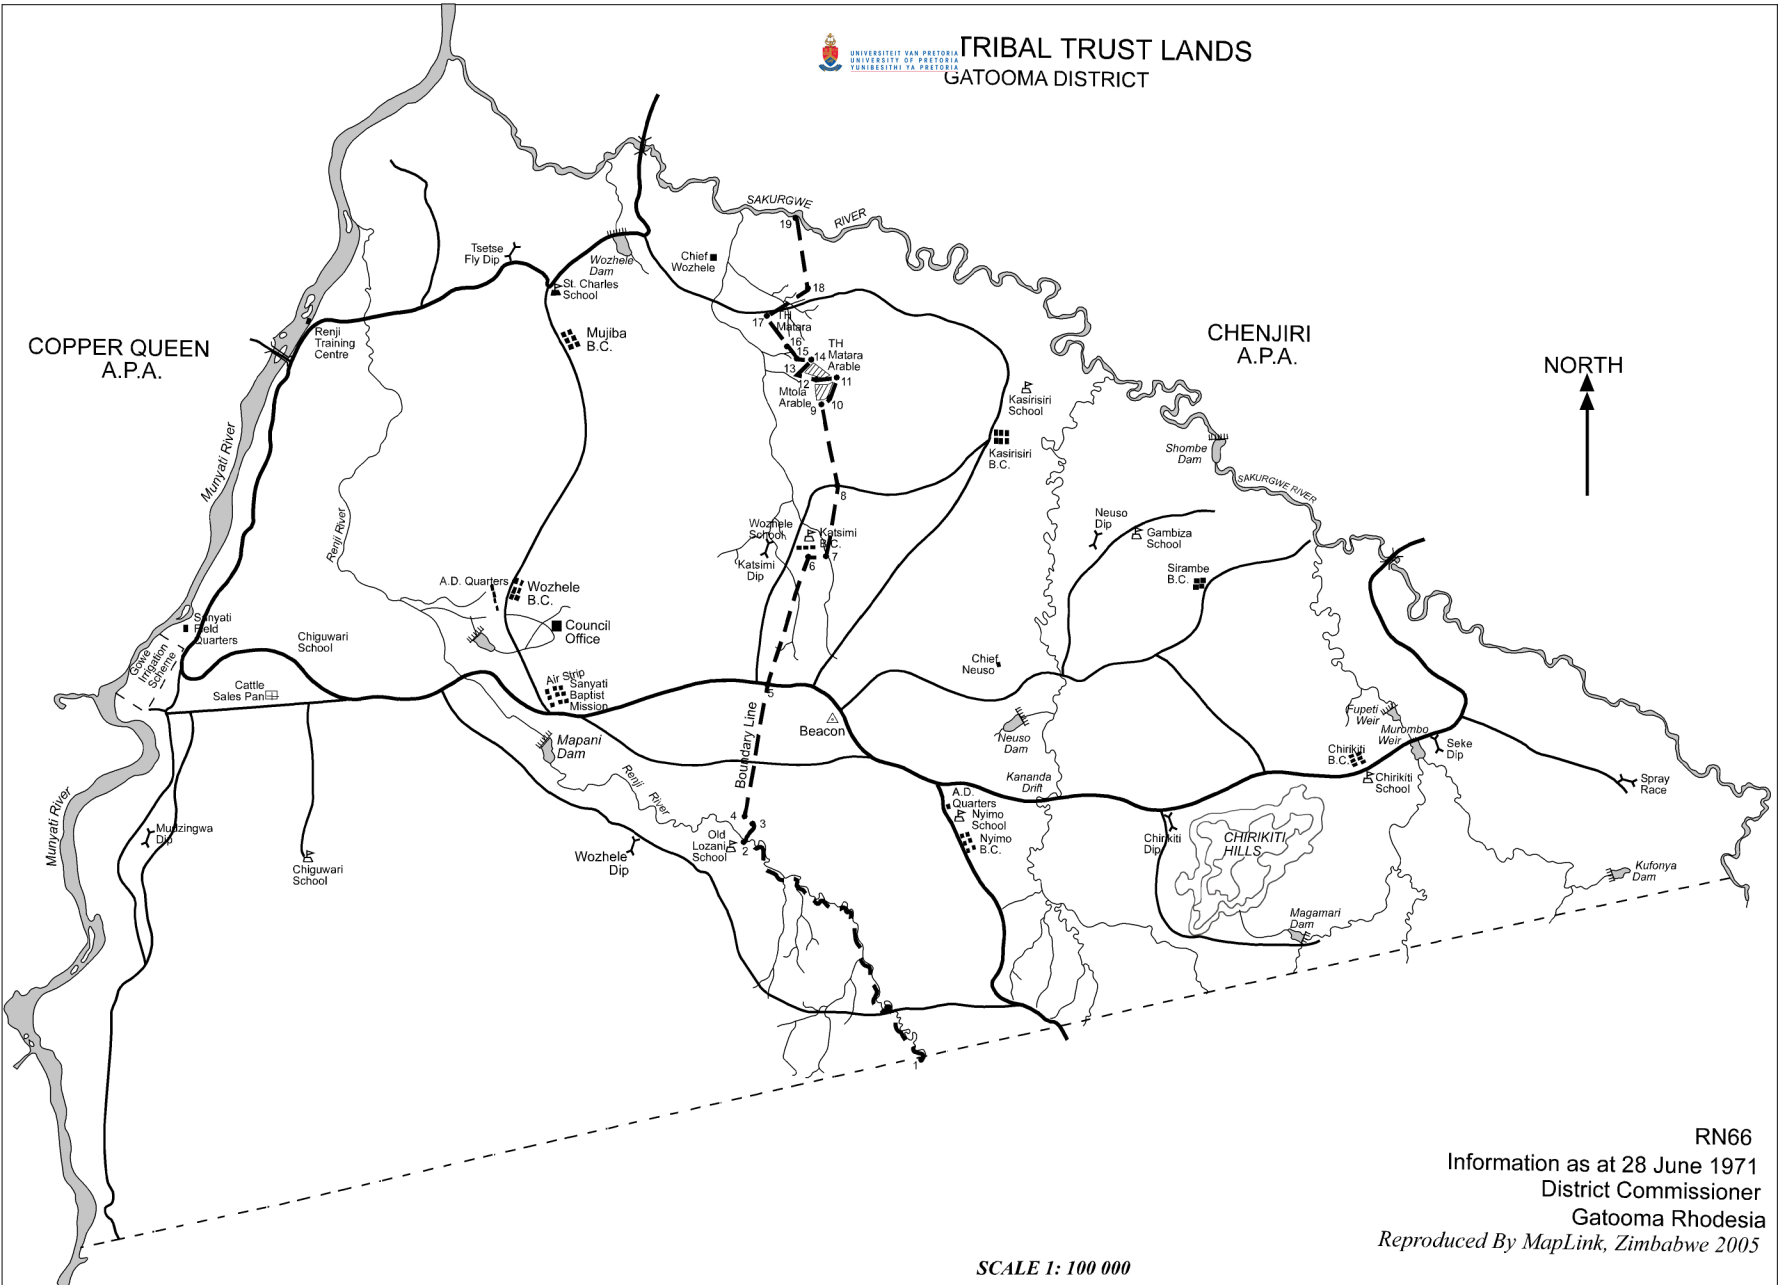 UNIVERSITEIT VAN PRETORIA
UNIVERSITY OF PRETORIA
YUNIBESITHI YA PRETORIA
TRIBAL TRUST LANDS
GATOOMA DISTRICT
SAKURGWE
RIVER
19
Tsetse
Fly Dip
Wozhele
Dam
Chief
Wozhele
St. Charles
School
18
17
TH
Matara
Renji
Training
Centre
Mujiba
B.C.
COPPER QUEEN
A.P.A.
CHENJIRI
A.P.A.
NORTH
16
15
14
TH
Matara
Arable
13
12
11
Mtola
Arable
9
10
Kasirisiri
School
Kasirisiri
B.C.
Shombe
Dam
SAKURGWE RIVER
Munyati River
Renji River
8
Wozhele
School
Katsimi
B.C.
Katsimi
Dip
6
7
Neuso
Dip
Gambiza
School
Sirambe
B.C.
A.D. Quarters
Wozhele
B.C.
Council
Office
Sanyati
Field
Quarters
Gowe
Irrigation
Scheme
Chiguwari
School
Cattle
Sales Pan
Air Strip
Sanyati
Baptist
Mission
5
Chief
Neuso
Boundary Line
Beacon
Neuso
Dam
Fupeti
Weir
Murombo
Weir
Seke
Dip
Chirikiti
B.C.
Chirikiti
School
Spray
Race
Mapani
Dam
Renji
River
Kananda
Drift
A.D.
Quarters
Nyimo
School
Nyimo
B.C.
Munyati River
Mudzingwa
Dip
Chiguwari
School
Wozhele
Dip
4
3
Old
Lozani
School
2
Chirikiti
Dip
CHIRIKITI
HILLS
Kufonya
Dam
Magamari
Dam
1
RN66
Information as at 28 June 1971
District Commissioner
Gatooma Rhodesia
Reproduced By MapLink, Zimbabwe 2005
SCALE 1: 100 000